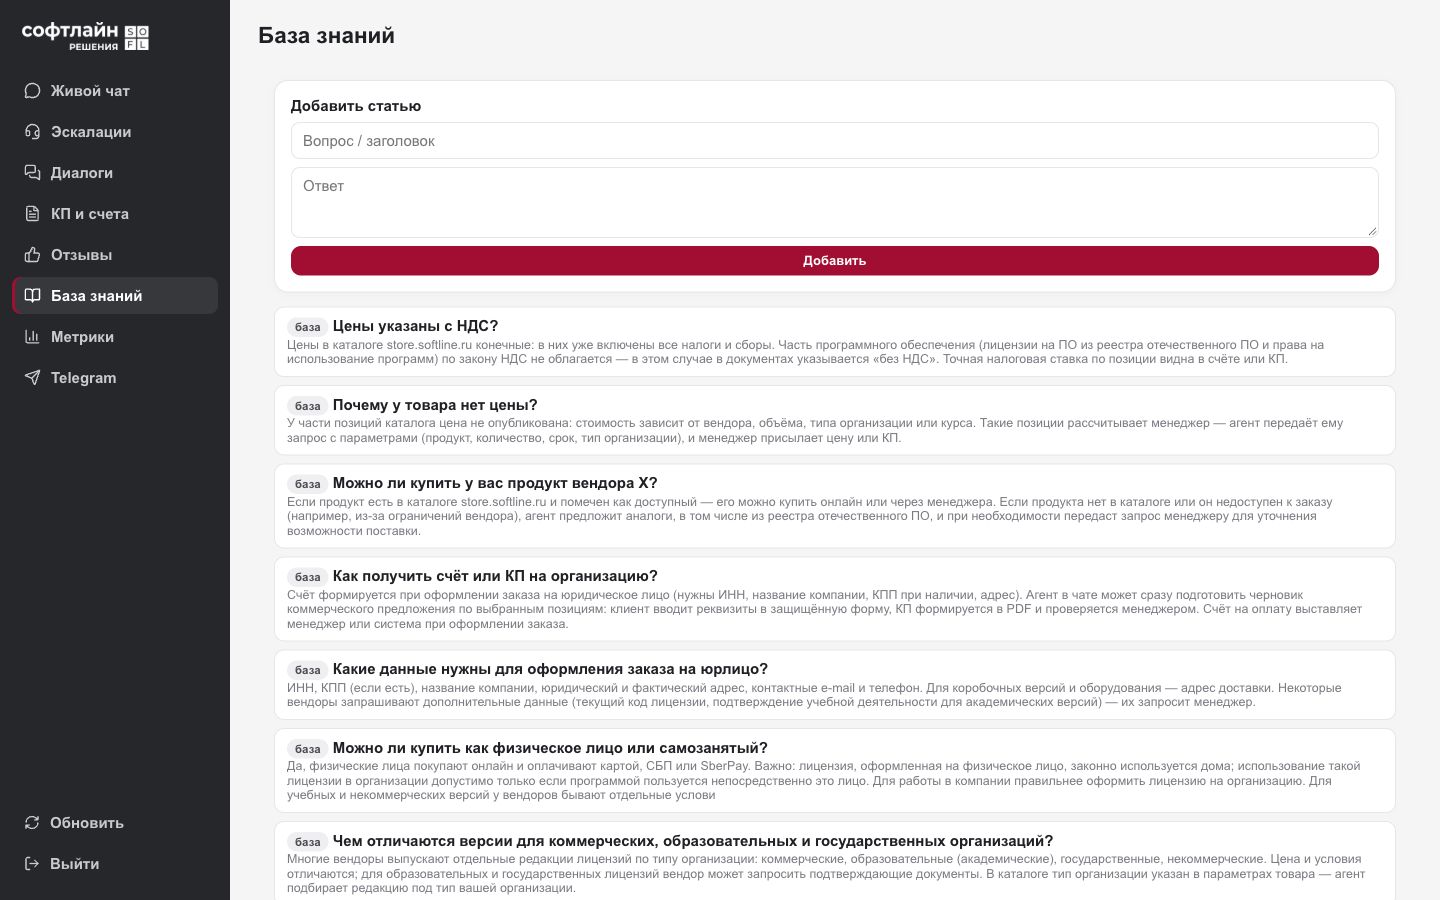 софтлайн
решения
SO
FL
Живой чат
Эскалации
Диалоги
КП и счета
Отзывы
База знаний
Метрики
Telegram
Обновить
Выйти
База знаний
Добавить статью
Вопрос / заголовок
Ответ
Добавить
база Цены указаны с НДС?
Цены в каталоге store.softline.ru конечные: в них уже включены все налоги и сборы. Часть программного обеспечения (лицензии на ПО из реестра отечественного ПО и права на
использование программ) по закону НДС не облагается — в этом случае в документах указывается «без НДС». Точная налоговая ставка по позиции видна в счёте или КП.
база Почему у товара нет цены?
У части позиций каталога цена не опубликована: стоимость зависит от вендора, объёма, типа организации или курса. Такие позиции рассчитывает менеджер — агент передаёт ему
запрос с параметрами (продукт, количество, срок, тип организации), и менеджер присылает цену или КП.
база Можно ли купить у вас продукт вендора X?
Если продукт есть в каталоге store.softline.ru и помечен как доступный — его можно купить онлайн или через менеджера. Если продукта нет в каталоге или он недоступен к заказу
(например, из-за ограничений вендора), агент предложит аналоги, в том числе из реестра отечественного ПО, и при необходимости передаст запрос менеджеру для уточнения
возможности поставки.
база Как получить счёт или КП на организацию?
Счёт формируется при оформлении заказа на юридическое лицо (нужны ИНН, название компании, КПП при наличии, адрес). Агент в чате может сразу подготовить черновик
коммерческого предложения по выбранным позициям: клиент вводит реквизиты в защищённую форму, КП формируется в PDF и проверяется менеджером. Счёт на оплату выставляет
менеджер или система при оформлении заказа.
база Какие данные нужны для оформления заказа на юрлицо?
ИНН, КПП (если есть), название компании, юридический и фактический адрес, контактные e-mail и телефон. Для коробочных версий и оборудования — адрес доставки. Некоторые
вендоры запрашивают дополнительные данные (текущий код лицензии, подтверждение учебной деятельности для академических версий) — их запросит менеджер.
база Можно ли купить как физическое лицо или самозанятый?
Да, физические лица покупают онлайн и оплачивают картой, СБП или SberPay. Важно: лицензия, оформленная на физическое лицо, законно используется дома; использование такой
лицензии в организации допустимо только если программой пользуется непосредственно это лицо. Для работы в компании правильнее оформить лицензию на организацию. Для
учебных и некоммерческих версий у вендоров бывают отдельные услови
база Чем отличаются версии для коммерческих, образовательных и государственных организаций?
Многие вендоры выпускают отдельные редакции лицензий по типу организации: коммерческие, образовательные (академические), государственные, некоммерческие. Цена и условия
отличаются; для образовательных и государственных лицензий вендор может запросить подтверждающие документы. В каталоге тип организации указан в параметрах товара — агент
подбирает редакцию под тип вашей организации.